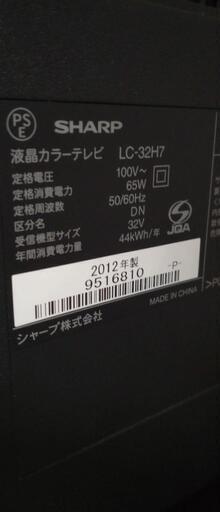 PS
E
SHARP
液晶カラーテレビ LC-32H7
定格電圧 100V~
定格消費電力 65W
定格周波数 50/60Hz
区分名 DN
受信機型サイズ 32V
年間消費電力量 44kWh/年
JQA
2012年製
9516810 -P-
MADE IN CHINA
シャープ株式会社
>P